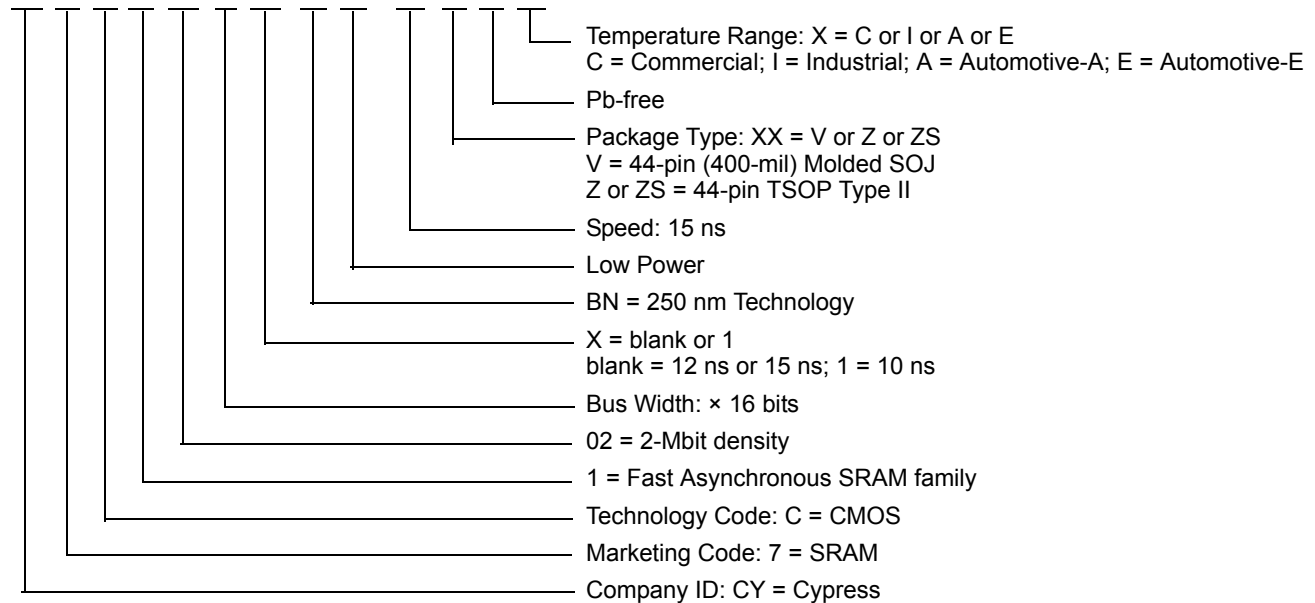 Temperature Range: X = C or I or A or E
C = Commercial; I = Industrial; A = Automotive-A; E = Automotive-E
Pb-free
Package Type: XX = V or Z or ZS
V = 44-pin (400-mil) Molded SOJ
Z or ZS = 44-pin TSOP Type II
Speed: 15 ns
Low Power
BN = 250 nm Technology
X = blank or 1
blank = 12 ns or 15 ns; 1 = 10 ns
Bus Width: × 16 bits
02 = 2-Mbit density
1 = Fast Asynchronous SRAM family
Technology Code: C = CMOS
Marketing Code: 7 = SRAM
Company ID: CY = Cypress